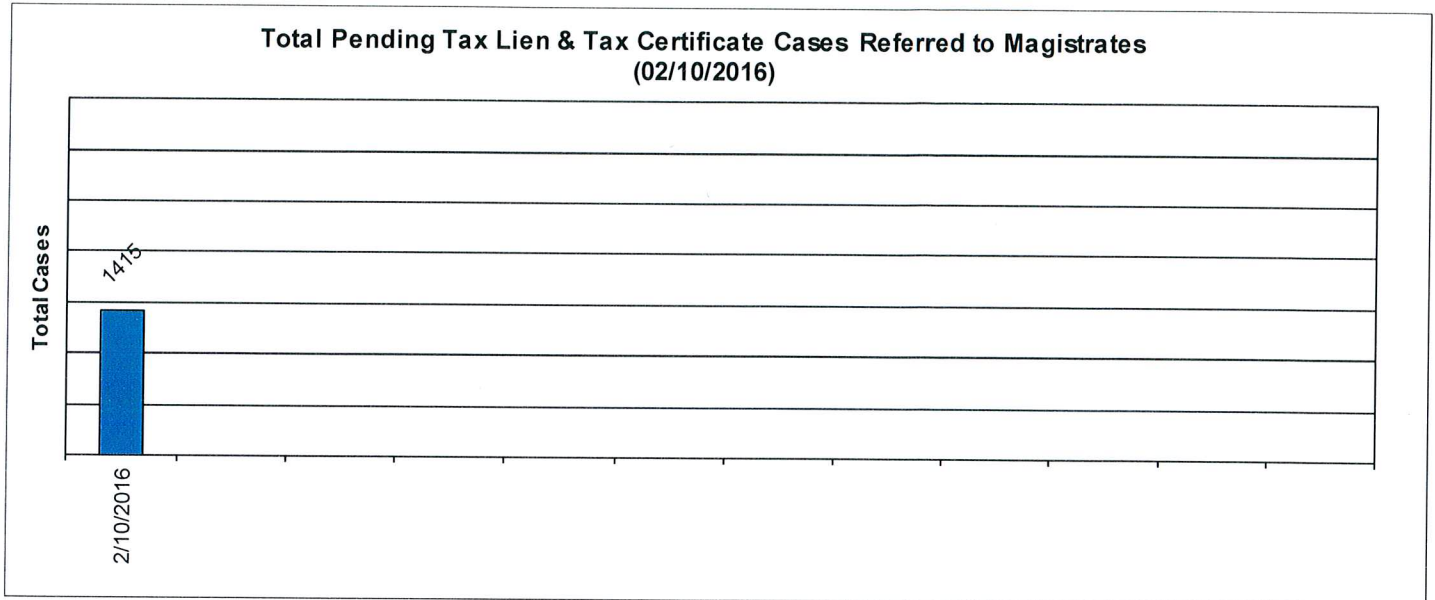 Total Pending Tax Lien & Tax Certificate Cases Referred to Magistrates
(02/10/2016)
Total Cases
1415
2/10/2016